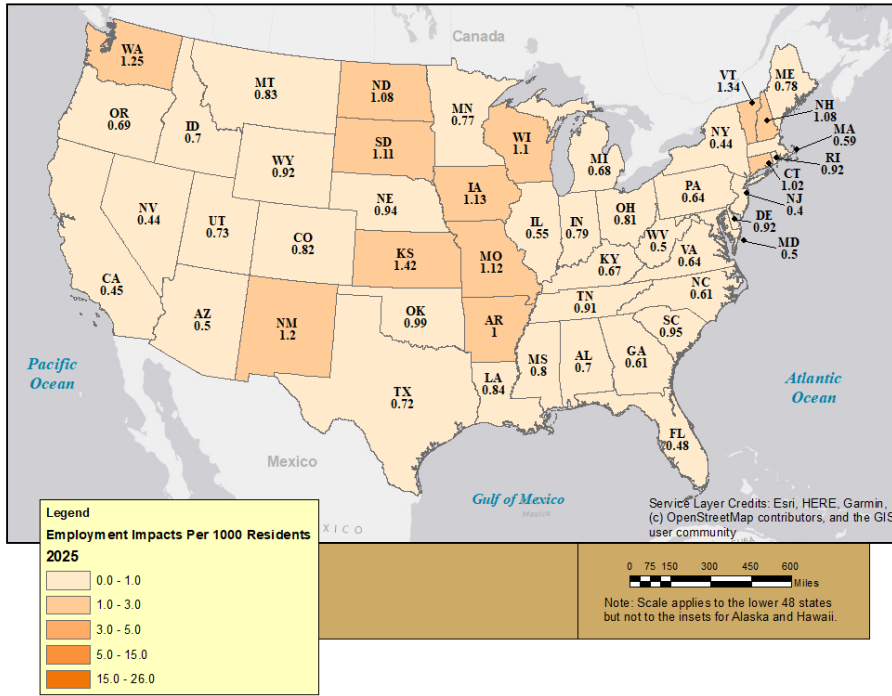 Canada
WA
1.25
MT
0.83
ND
1.08
MN
0.77
VT
1.34
ME
0.78
OR
0.69
ID
0.7
SD
1.11
WI
1.1
NH
1.08
MA
0.59
NY
0.44
WY
0.92
MI
0.68
RI
0.92
CT
1.02
IA
1.13
NE
0.94
PA
0.64
NJ
0.4
NV
0.44
UT
0.73
CO
0.82
IL
0.55
IN
0.79
OH
0.81
DE
0.92
WV
0.5
MD
0.5
VA
0.64
KS
1.42
MO
1.12
KY
0.67
CA
0.45
NC
0.61
TN
0.91
AZ
0.5
NM
1.2
OK
0.99
AR
1
SC
0.95
MS
0.8
AL
0.7
GA
0.61
Pacific
Ocean
Atlantic
Ocean
TX
0.72
LA
0.84
FL
0.48
Mexico
Gulf of Mexico
Mexico
Service Layer Credits: Esri, HERE, Garmin,
(c) OpenStreetMap contributors, and the GIS
user community
Legend
Employment Impacts Per 1000 Residents
2025
0.0 - 1.0
1.0 - 3.0
3.0 - 5.0
5.0 - 15.0
15.0 - 26.0
0 75 150 300 450 600
Miles
Note: Scale applies to the lower 48 states
but not to the insets for Alaska and Hawaii.